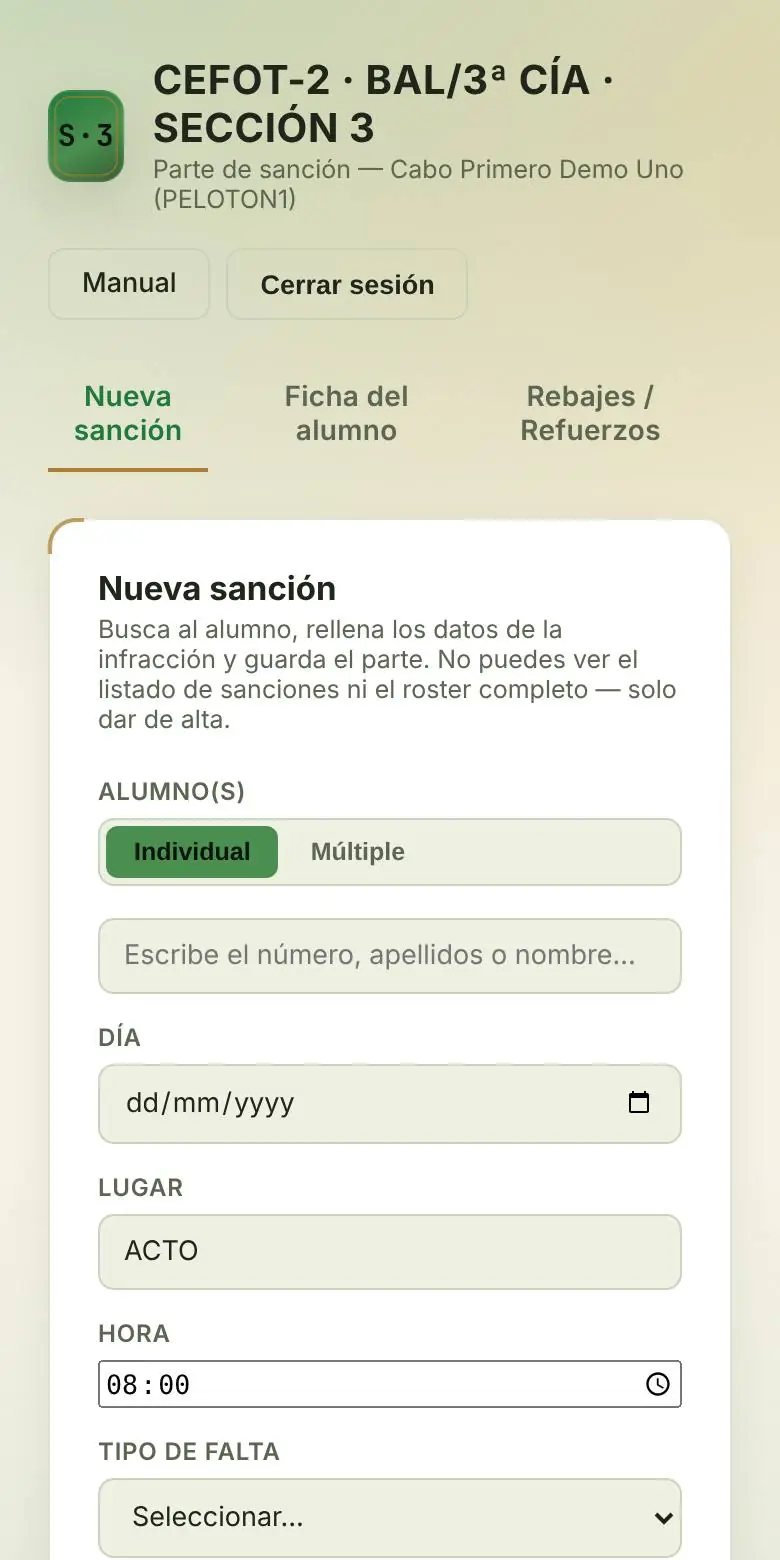 S·3
CEFOT-2 · BAL/3ª CÍA ·
SECCIÓN 3
Parte de sanción — Cabo Primero Demo Uno
(PELOTON1)
Manual
Cerrar sesión
Nueva
sanción
Ficha del
alumno
Rebajes /
Refuerzos
Nueva sanción
Busca al alumno, rellena los datos de la
infracción y guarda el parte. No puedes ver el
listado de sanciones ni el roster completo — solo
dar de alta.
ALUMNO(S)
Individual
Múltiple
Escribe el número, apellidos o nombre...
DÍA
dd/mm/yyyy
LUGAR
ACTO
HORA
08:00
TIPO DE FALTA
Seleccionar...